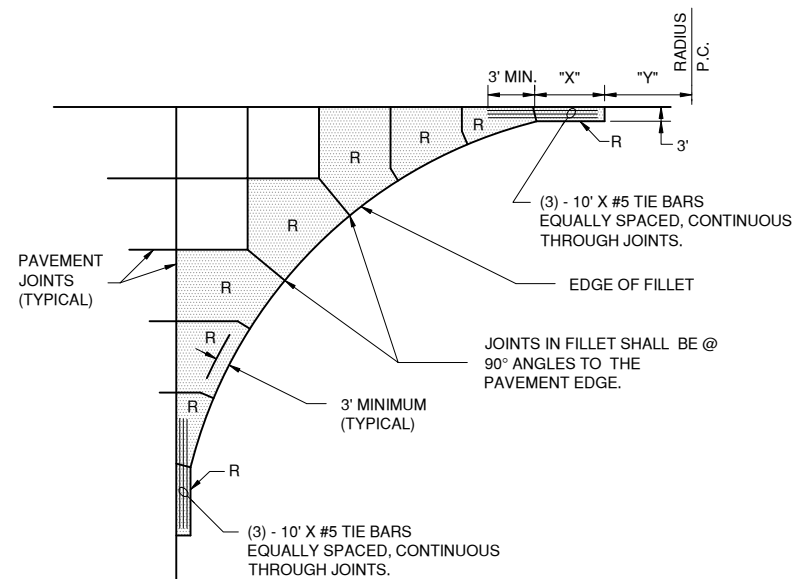 RADIUS
P.C.
3' MIN.
"X"
"Y"
R
R
R
R
3'
R
(3) - 10' X #5 TIE BARS
EQUALLY SPACED, CONTINUOUS
THROUGH JOINTS.
PAVEMENT
JOINTS
(TYPICAL)
EDGE OF FILLET
R
R
JOINTS IN FILLET SHALL BE @
90° ANGLES TO THE
PAVEMENT EDGE.
R
3' MINIMUM
(TYPICAL)
R
(3) - 10' X #5 TIE BARS
EQUALLY SPACED, CONTINUOUS
THROUGH JOINTS.